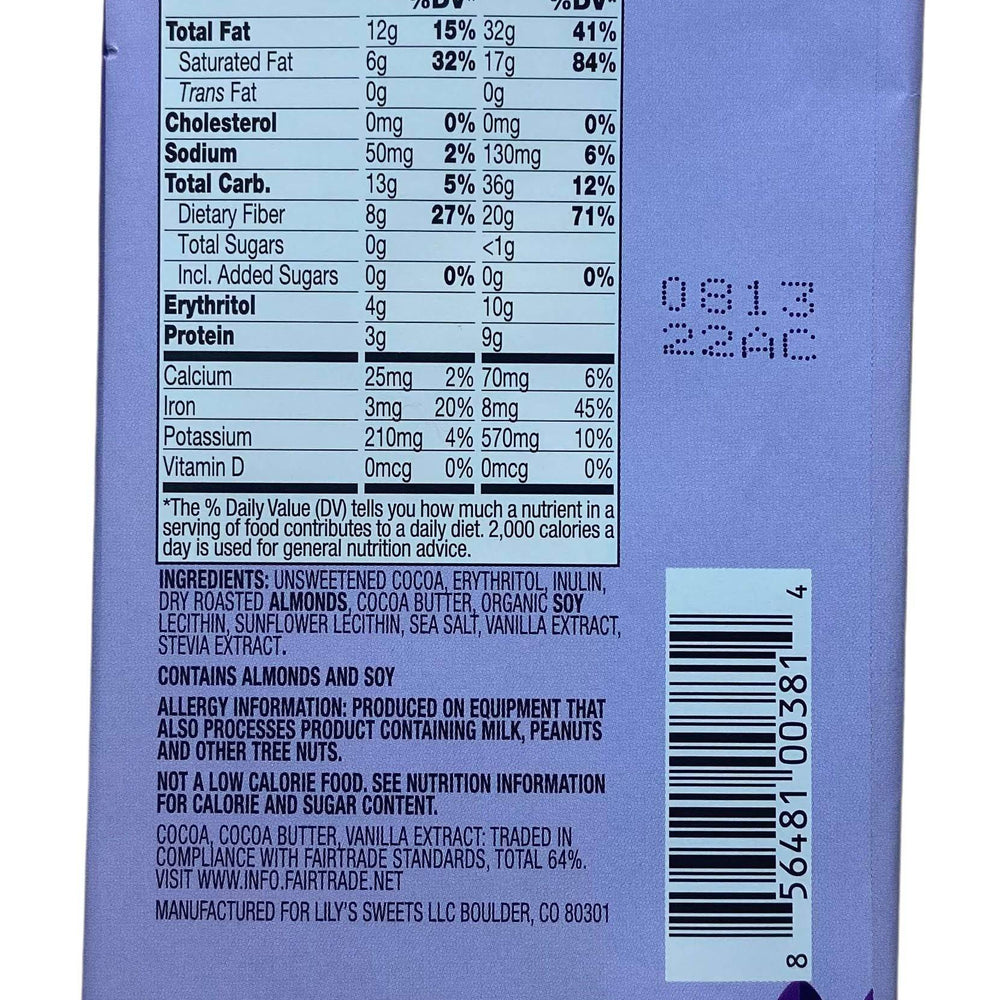 %DV* %DV*
Total Fat 12g 15% 32g 41%
Saturated Fat 6g 32% 17g 84%
Trans Fat 0g 0g
Cholesterol 0mg 0% 0mg 0%
Sodium 50mg 2% 130mg 6%
Total Carb. 13g 5% 36g 12%
Dietary Fiber 8g 27% 20g 71%
Total Sugars 0g <1g
Incl. Added Sugars 0g 0% 0g 0%
Erythritol 4g 10g
Protein 3g 9g
Calcium 25mg 2% 70mg 6%
Iron 3mg 20% 8mg 45%
Potassium 210mg 4% 570mg 10%
Vitamin D 0mcg 0% 0mcg 0%
*The % Daily Value (DV) tells you how much a nutrient in a
serving of food contributes to a daily diet. 2,000 calories a
day is used for general nutrition advice.
INGREDIENTS: UNSWEETENED COCOA, ERYTHRITOL, INULIN,
DRY ROASTED ALMONDS, COCOA BUTTER, ORGANIC SOY
LECITHIN, SUNFLOWER LECITHIN, SEA SALT, VANILLA EXTRACT,
STEVIA EXTRACT.
CONTAINS ALMONDS AND SOY
ALLERGY INFORMATION: PRODUCED ON EQUIPMENT THAT
ALSO PROCESSES PRODUCT CONTAINING MILK, PEANUTS
AND OTHER TREE NUTS.
NOT A LOW CALORIE FOOD. SEE NUTRITION INFORMATION
FOR CALORIE AND SUGAR CONTENT.
COCOA, COCOA BUTTER, VANILLA EXTRACT: TRADED IN
COMPLIANCE WITH FAIRTRADE STANDARDS, TOTAL 64%.
VISIT WWW.INFO.FAIRTRADE.NET
MANUFACTURED FOR LILY'S SWEETS LLC BOULDER, CO 80301
0813
22AC
8 56481 00381 4